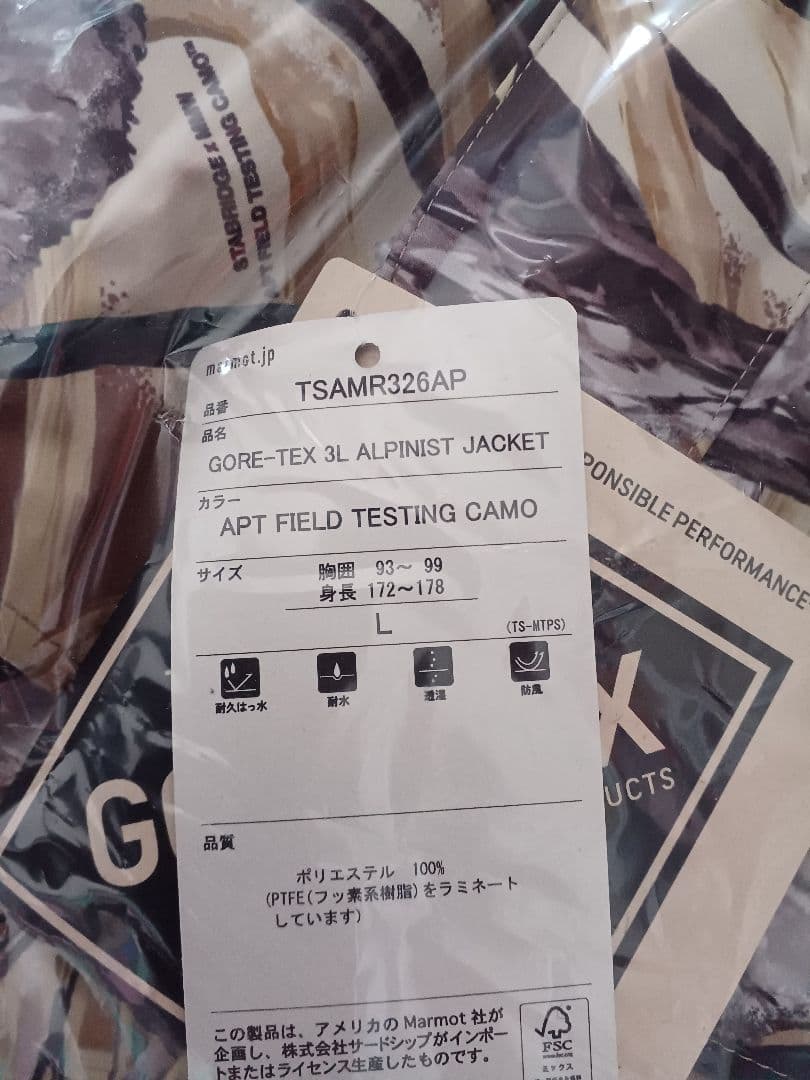 STABRIDGE x MMW
T FIELD TESTING CAMO™
marmot.jp
品番
TSAMR326AP
品名
GORE-TEX 3L ALPINIST JACKET
カラー
APT FIELD TESTING CAMO
サイズ
胸囲 93～ 99
身長 172～178
L
(TS-MTPS)
耐久はっ水
耐水
透湿
防風
PONSIBLE PERFORMANCE
GO
X
UCTS
品質
ポリエステル 100%
(PTFE(フッ素系樹脂)をラミネート
しています)
この製品は、アメリカのMarmot社が
企画し、株式会社サードシップがインポー
トまたはライセンス生産したものです。
FSC
www.fsc.org
ミックス